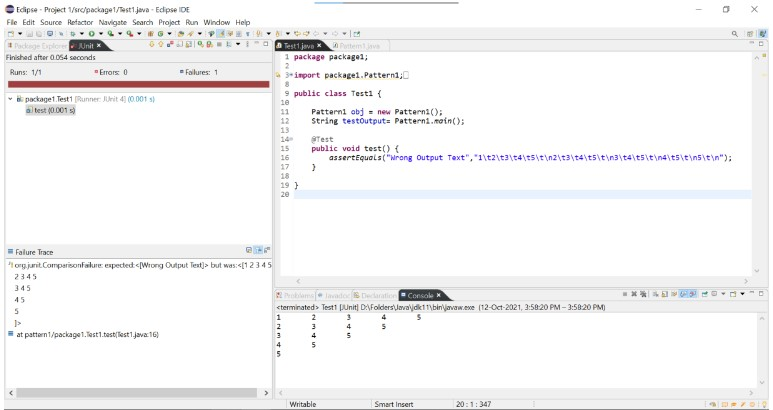 Eclipse - Project 1/src/package1/Test1.java - Eclipse IDE
File Edit Source Refactor Navigate Search Project Run Window Help
Package Explorer JUnit
Finished after 0.054 seconds
Runs: 1/1 Errors: 0 Failures: 1
package1.Test1 [Runner: JUnit 4] (0.001 s)
test (0.001 s)
Failure Trace
org.junit.ComparisonFailure: expected:<[Wrong Output Text]> but was:<[1 2 3 4 5
2 3 4 5
3 4 5
4 5
5
]>
at pattern1/package1.Test1.test(Test1.java:16)
Test1.java Pattern1.java
1 package package1;
2
3 import package1.Pattern1;
9 public class Test1 {
10
11 Pattern1 obj = new Pattern1();
12 String testOutput= Pattern1.main();
13
14 @Test
15 public void test() {
16 assertEquals("Wrong Output Text","1\t2\t3\t4\t5\t\n2\t3\t4\t5\t\n3\t4\t5\t\n4\t5\t\n5\t\n");
17 }
18
19 }
20
Problems Javadoc Declaration Console
<terminated> Test1 [JUnit] D:\Folders\Java\jdk11\bin\javaw.exe (12-Oct-2021, 3:58:20 PM – 3:58:20 PM)
1 2 3 4 5
2 3 4 5
3 4 5
4 5
5
Writable Smart Insert 20 : 1 : 347